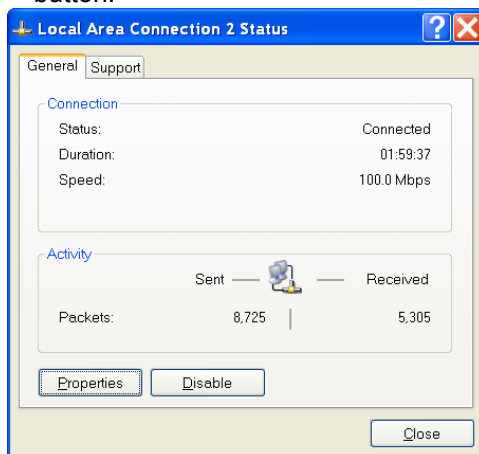 button.
Local Area Connection 2 Status
General Support
Connection
Status: Connected
Duration: 01:59:37
Speed: 100.0 Mbps
Activity
Sent — — Received
Packets: 8,725 | 5,305
Properties Disable
Close